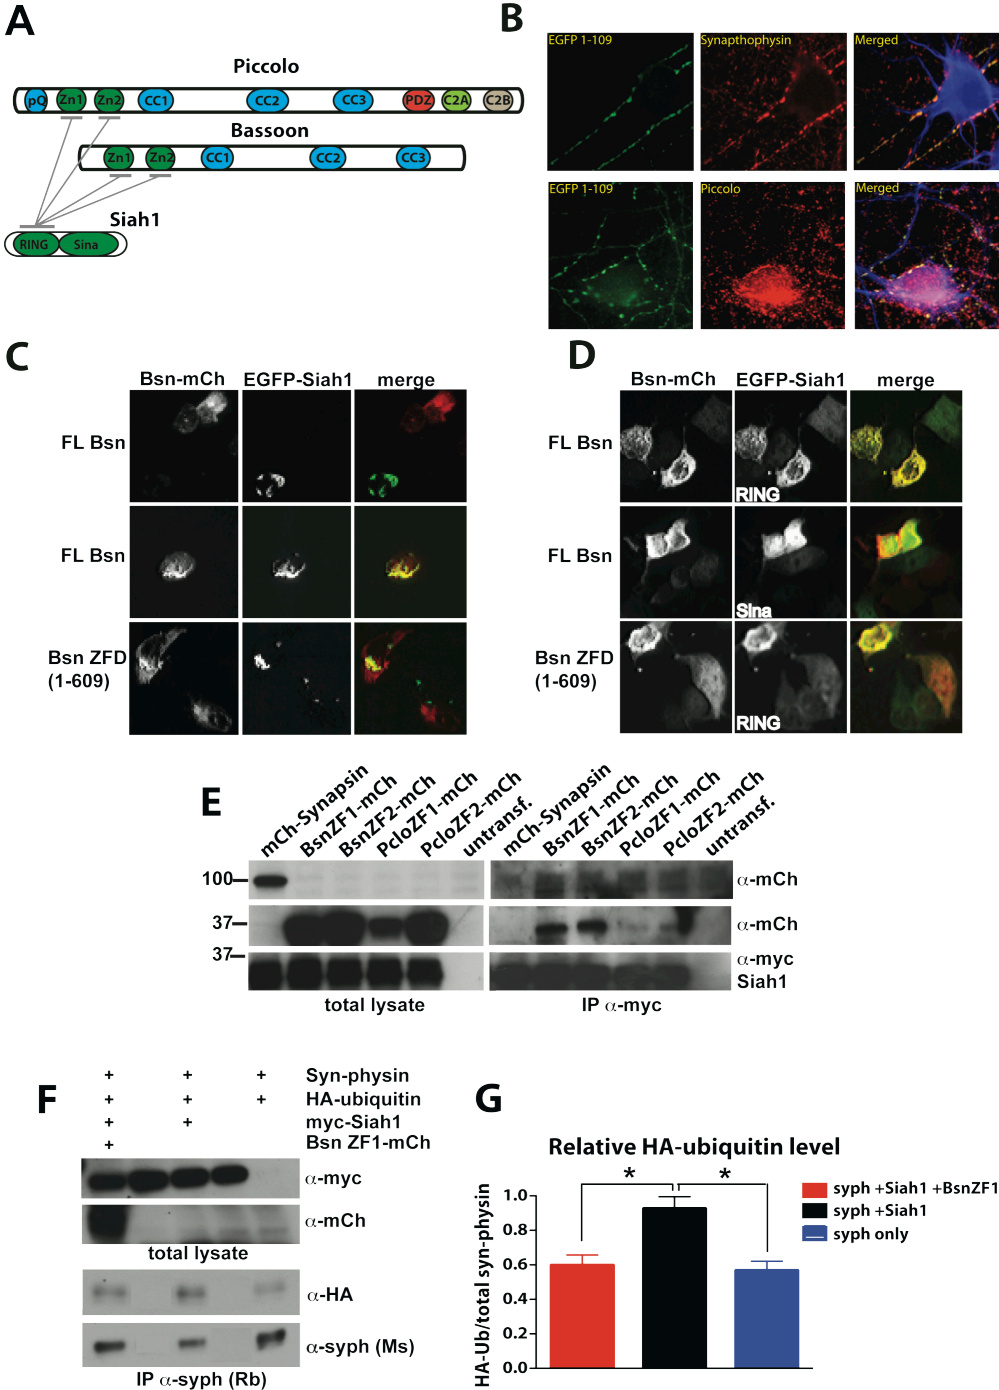 A
Piccolo
pQ Zn1 Zn2 CC1 CC2 CC3 PDZ C2A C2B
Bassoon
Zn1 Zn2 CC1 CC2 CC3
Siah1
RING Sina
B
EGFP 1-109 Synapthophysin Merged
EGFP 1-109 Piccolo Merged
C
Bsn-mCh EGFP-Siah1 merge
FL Bsn
FL Bsn
Bsn ZFD
(1-609)
D
Bsn-mCh EGFP-Siah1 merge
FL Bsn
RING
FL Bsn
Sina
Bsn ZFD
(1-609)
RING
E
mCh-Synapsin BsnZF1-mCh BsnZF2-mCh PcloZF1-mCh PcloZF2-mCh untransf. mCh-Synapsin BsnZF1-mCh BsnZF2-mCh PcloZF1-mCh PcloZF2-mCh untransf.
100 α-mCh
37 α-mCh
37 α-myc
Siah1
total lysate IP α-myc
F
+ + + Syn-physin
+ + + HA-ubiquitin
+ + myc-Siah1
+ Bsn ZF1-mCh
α-myc
α-mCh
total lysate
α-HA
α-syph (Ms)
IP α-syph (Rb)
G
Relative HA-ubiquitin level
* *
HA-Ub/total syn-physin
1.0
0.8
0.6
0.4
0.2
0.0
syph +Siah1 +BsnZF1
syph +Siah1
syph only